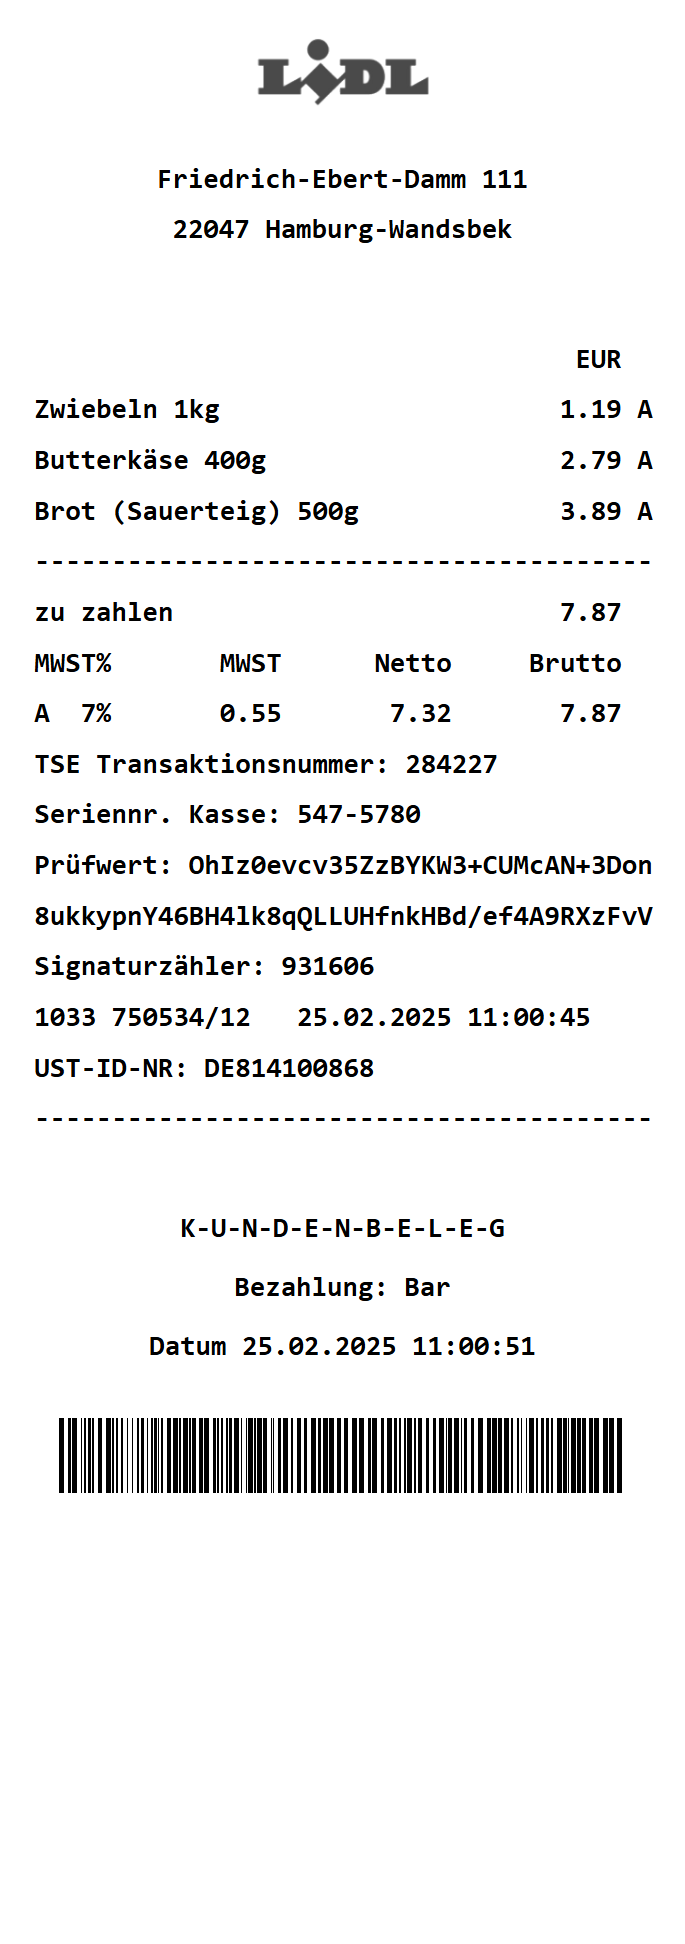 LIDL
Friedrich-Ebert-Damm 111
22047 Hamburg-Wandsbek
EUR
Zwiebeln 1kg 1.19 A
Butterkäse 400g 2.79 A
Brot (Sauerteig) 500g 3.89 A
----------------------------------------
zu zahlen 7.87
MWST% MWST Netto Brutto
A 7% 0.55 7.32 7.87
TSE Transaktionsnummer: 284227
Seriennr. Kasse: 547-5780
Prüfwert: OhIz0evcv35ZzBYKW3+CUMcAN+3Don
8ukkypnY46BH4lk8qQLLUHfnkHBd/ef4A9RXzFvV
Signaturzähler: 931606
1033 750534/12 25.02.2025 11:00:45
UST-ID-NR: DE814100868
----------------------------------------
K-U-N-D-E-N-B-E-L-E-G
Bezahlung: Bar
Datum 25.02.2025 11:00:51